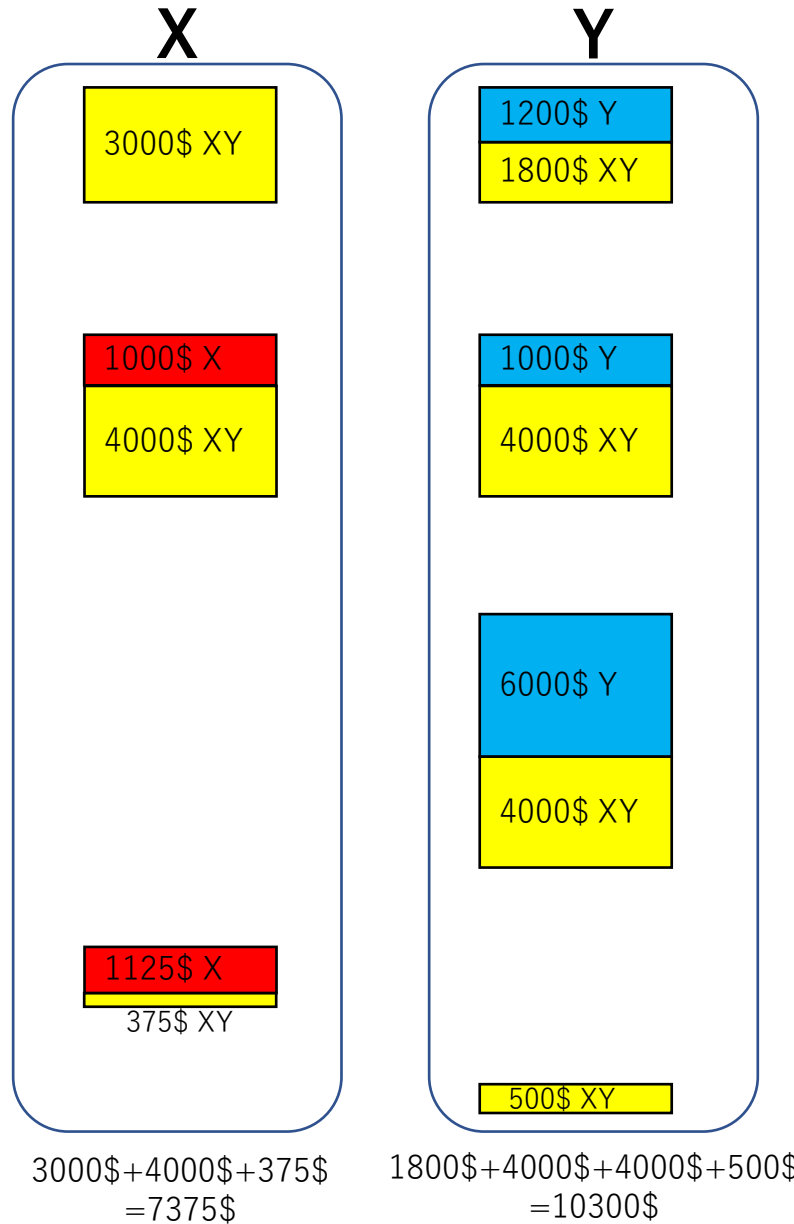 X
3000$ XY
1000$ X
4000$ XY
1125$ X
375$ XY
3000$+4000$+375$
=7375$
Y
1200$ Y
1800$ XY
1000$ Y
4000$ XY
6000$ Y
4000$ XY
500$ XY
1800$+4000$+4000$+500$
=10300$